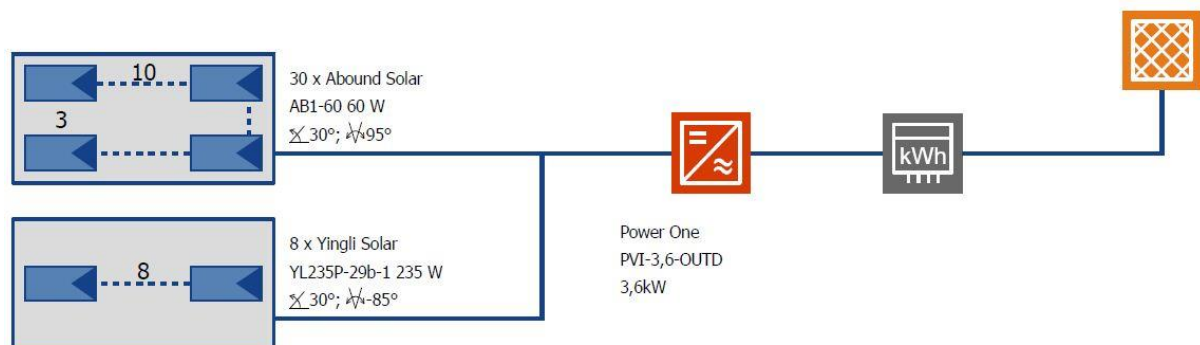 10
3
30 x Abound Solar
AB1-60 60 W
30°; 95°
8
8 x Yingli Solar
YL235P-29b-1 235 W
30°; -85°
Power One
PVI-3,6-OUTD
3,6kW
kWh